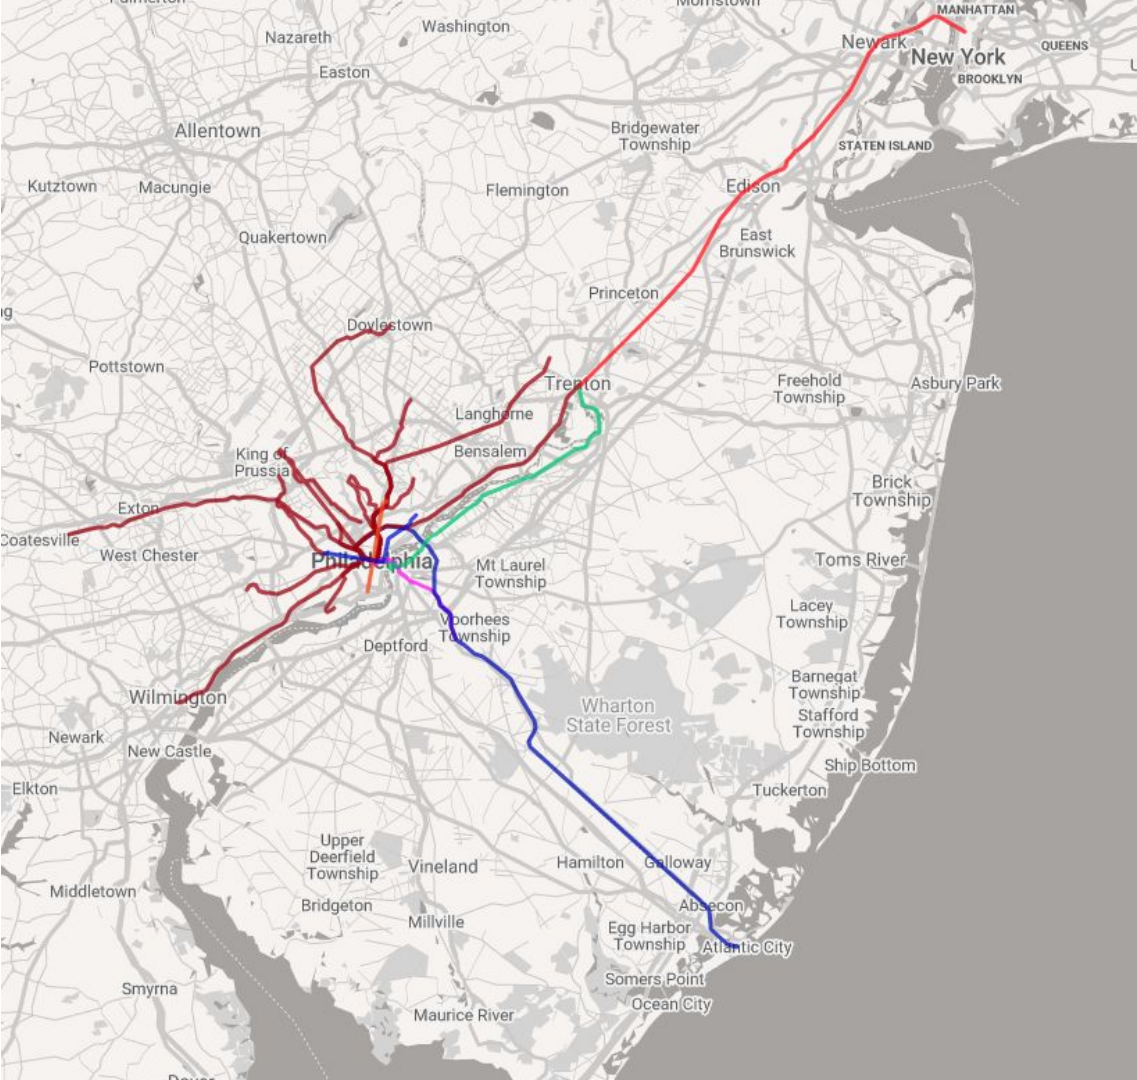 MANHATTAN
Washington
Nazareth
Newark
QUEENS
New York
Easton
BROOKLYN
Allentown
Bridgewater
Township
STATEN ISLAND
Kutztown
Macungie
Flemington
Edison
Quakertown
East
Brunswick
Princeton
Doylestown
Pottstown
Trenton
Freehold
Township
Asbury Park
Langhorne
King of
Prussia
Bensalem
Brick
Township
Exton
Coatesville
West Chester
Philadelphia
Mt Laurel
Township
Toms River
Lacey
Township
Voorhees
Township
Deptford
Wilmington
Barnegat
Township
Wharton
State Forest
Stafford
Township
Newark
New Castle
Ship Bottom
Elkton
Tuckerton
Upper
Deerfield
Township
Vineland
Hamilton
Galloway
Middletown
Bridgeton
Absecon
Millville
Egg Harbor
Township
Atlantic City
Somers Point
Smyrna
Ocean City
Maurice River